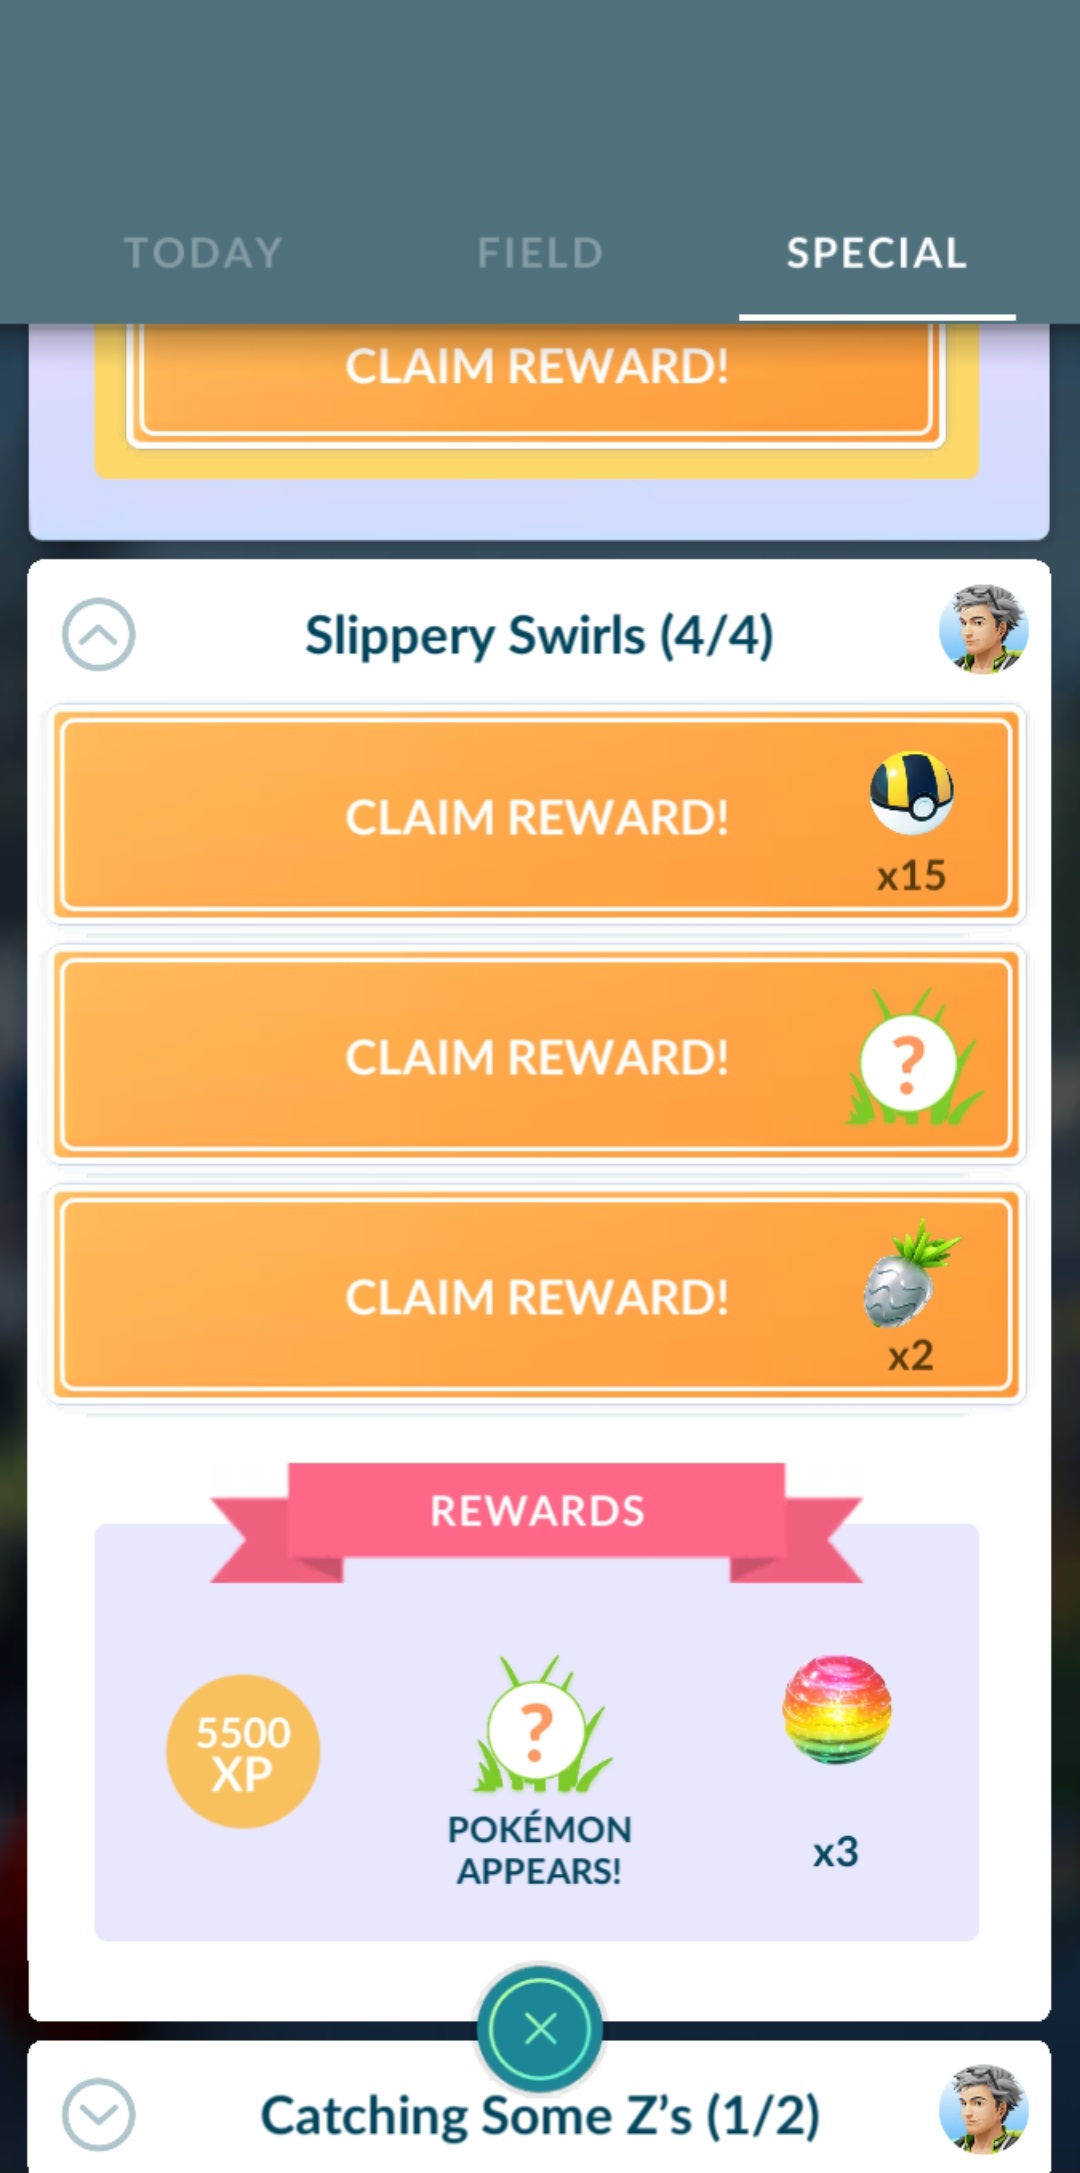 TODAY
FIELD
SPECIAL
CLAIM REWARD!
Slippery Swirls (4/4)
CLAIM REWARD!
x15
CLAIM REWARD!
?
CLAIM REWARD!
x2
REWARDS
5500
XP
?
POKÉMON
APPEARS!
x3
Catching Some Z’s (1/2)